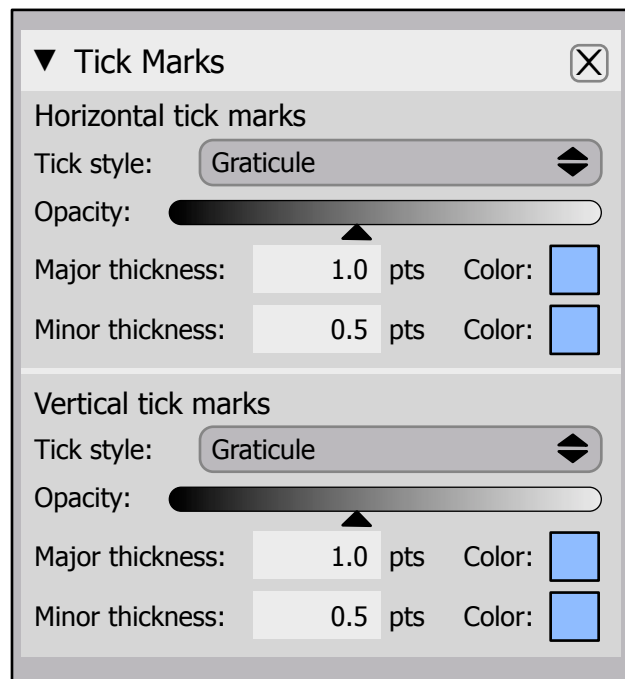 Tick Marks
Horizontal tick marks
Tick style: Graticule
Opacity:
Major thickness: 1.0 pts Color:
Minor thickness: 0.5 pts Color:
Vertical tick marks
Tick style: Graticule
Opacity:
Major thickness: 1.0 pts Color:
Minor thickness: 0.5 pts Color: